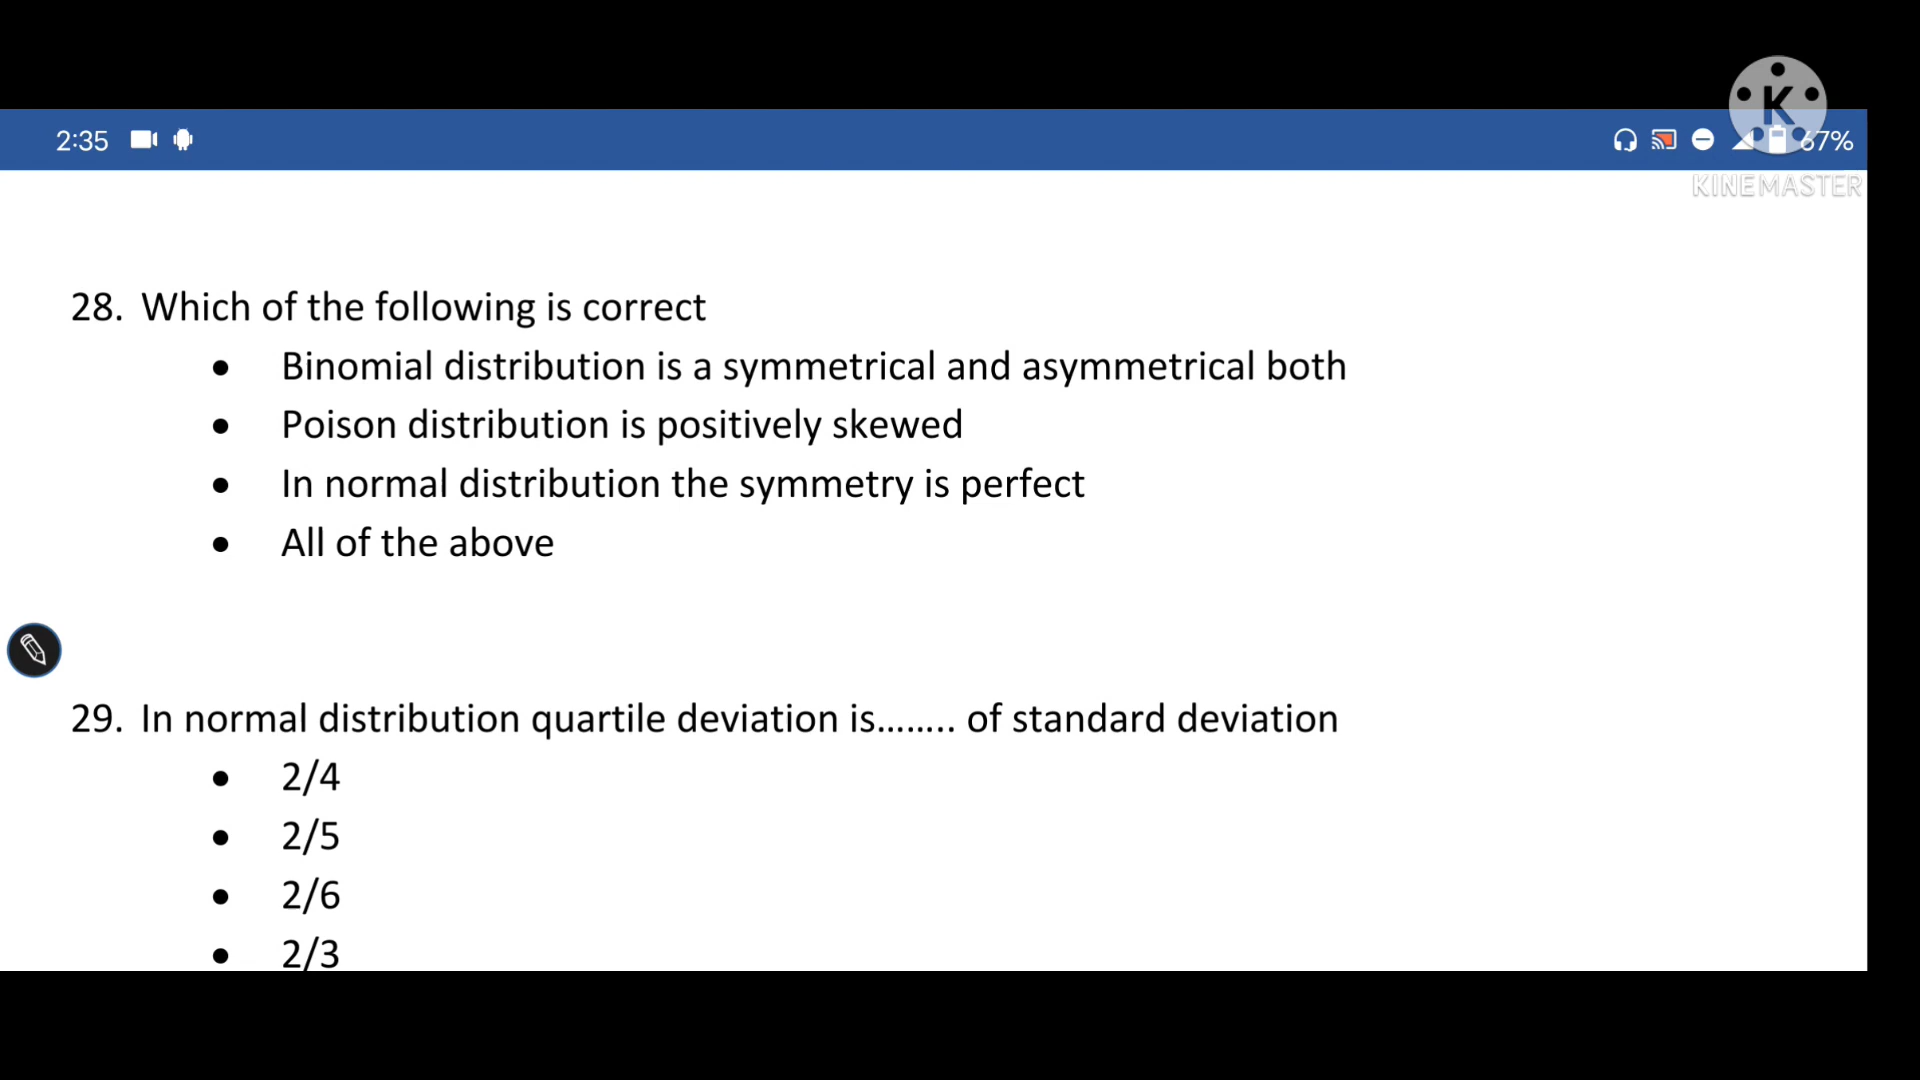 2:35
67%
K
KINEMASTER
28. Which of the following is correct
• Binomial distribution is a symmetrical and asymmetrical both
• Poison distribution is positively skewed
• In normal distribution the symmetry is perfect
• All of the above
29. In normal distribution quartile deviation is........ of standard deviation
• 2/4
• 2/5
• 2/6
• 2/3